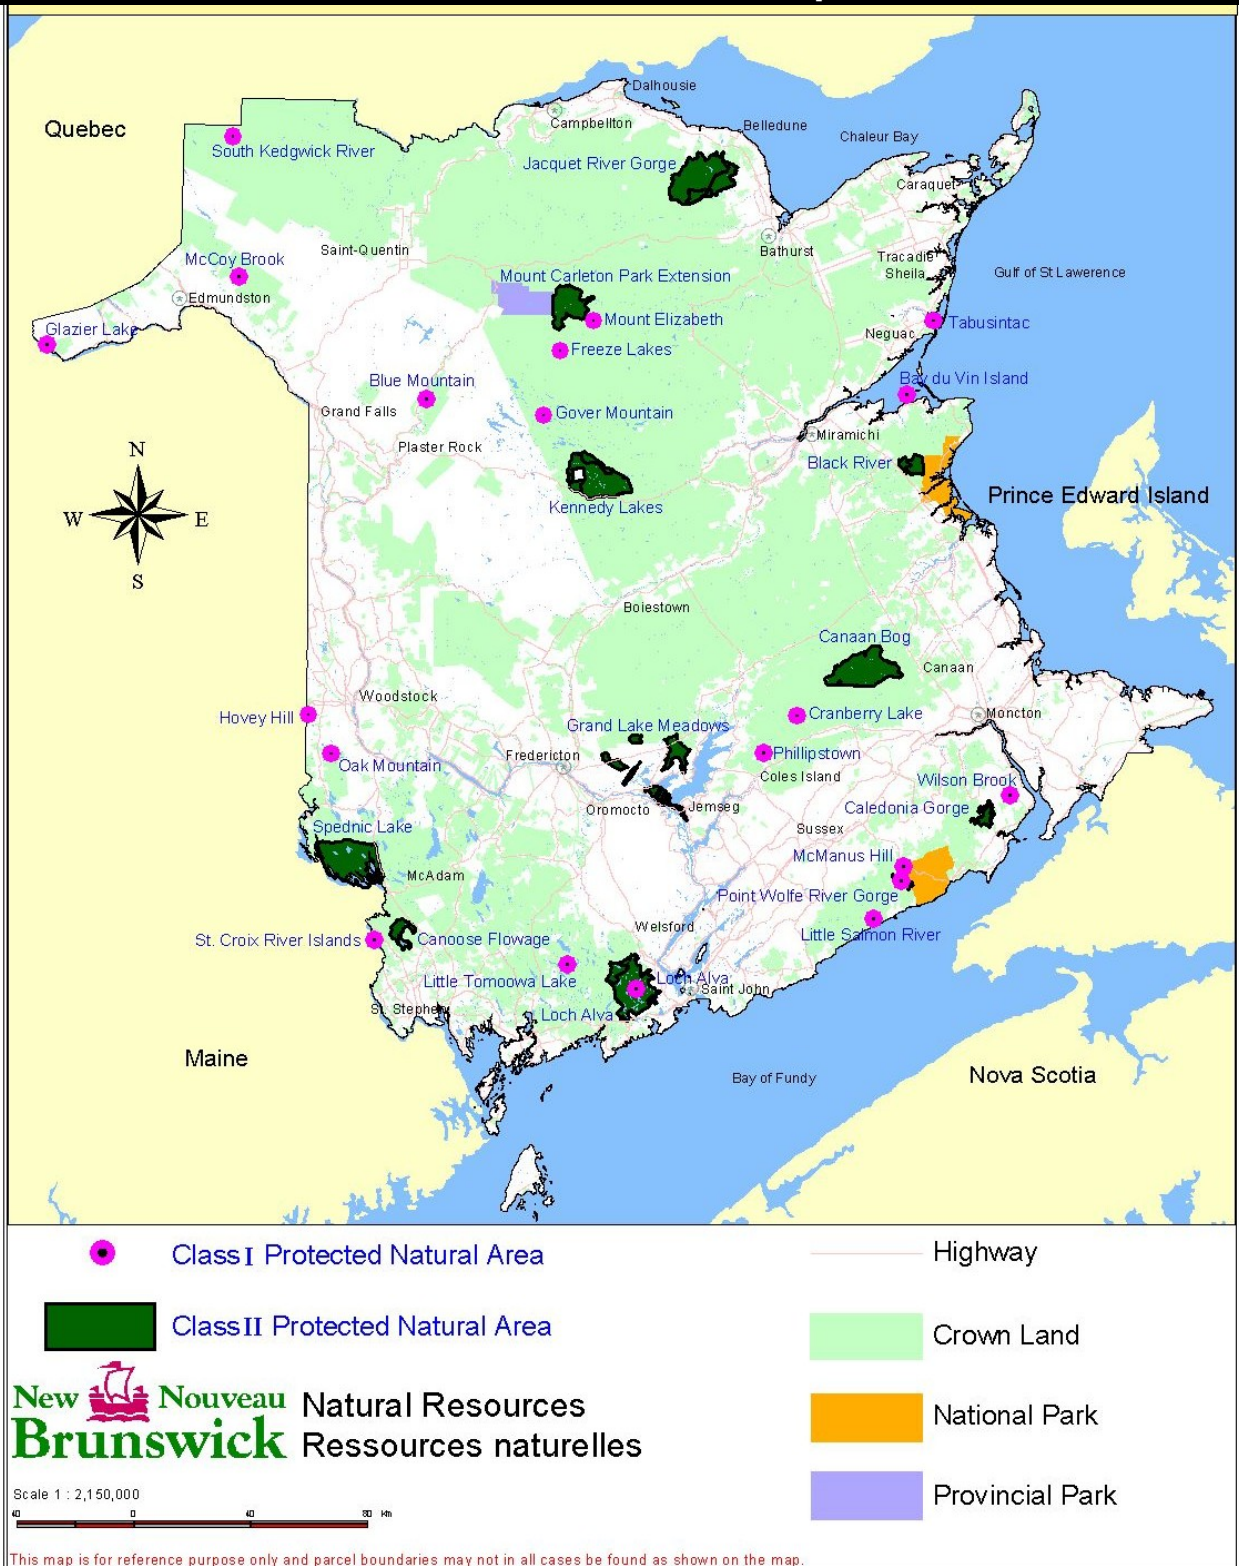 Dalhousie
Campbellton
Quebec
Belledune
Chaleur Bay
South Kedgwick River
Jacquet River Gorge
Caraquet
Saint-Quentin
Bathurst
McCoy Brook
Tracadie
Sheila
Mount Carleton Park Extension
Gulf of St Lawerence
Edmundston
Glazier Lake
Mount Elizabeth
Tabusintac
Neguac
Freeze Lakes
Blue Mountain
Bay du Vin Island
Grand Falls
Gover Mountain
Miramichi
Plaster Rock
Black River
N
W E
S
Prince Edward Island
Kennedy Lakes
Boiestown
Canaan Bog
Canaan
Woodstock
Hovey Hill
Cranberry Lake
Moncton
Grand Lake Meadows
Fredericton
Phillipstown
Oak Mountain
Coles Island
Wilson Brook
Oromocto
Jemseg
Caledonia Gorge
Spednic Lake
Sussex
McManus Hill
McAdam
Point Wolfe River Gorge
Welsford
Little Salmon River
St. Croix River Islands
Canoose Flowage
Little Tomoowa Lake
Loch Alva
Saint John
St. Stephen
Loch Alva
Maine
Bay of Fundy
Nova Scotia
Class I Protected Natural Area
Highway
Class II Protected Natural Area
Crown Land
New Nouveau
Brunswick
Natural Resources
Ressources naturelles
National Park
Provincial Park
Scale 1 : 2,150,000
40 0 40 80 km
This map is for reference purpose only and parcel boundaries may not in all cases be found as shown on the map.